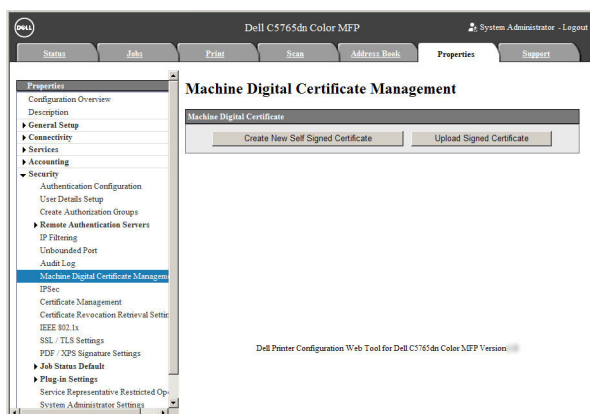 DELL
Dell C5765dn Color MFP
System Administrator - Logout
Status
Jobs
Print
Scan
Address Book
Properties
Support
Properties
Configuration Overview
Description
General Setup
Connectivity
Services
Accounting
Security
Authentication Configuration
User Details Setup
Create Authorization Groups
Remote Authentication Servers
IP Filtering
Unbounded Port
Audit Log
Machine Digital Certificate Managem
IPSec
Certificate Management
Certificate Revocation Retrieval Settin
IEEE 802.1x
SSL / TLS Settings
PDF / XPS Signature Settings
Job Status Default
Plug-in Settings
Service Representative Restricted Ope
System Administrator Settings
Machine Digital Certificate Management
Machine Digital Certificate
Create New Self Signed Certificate
Upload Signed Certificate
Dell Printer Configuration Web Tool for Dell C5765dn Color MFP Version